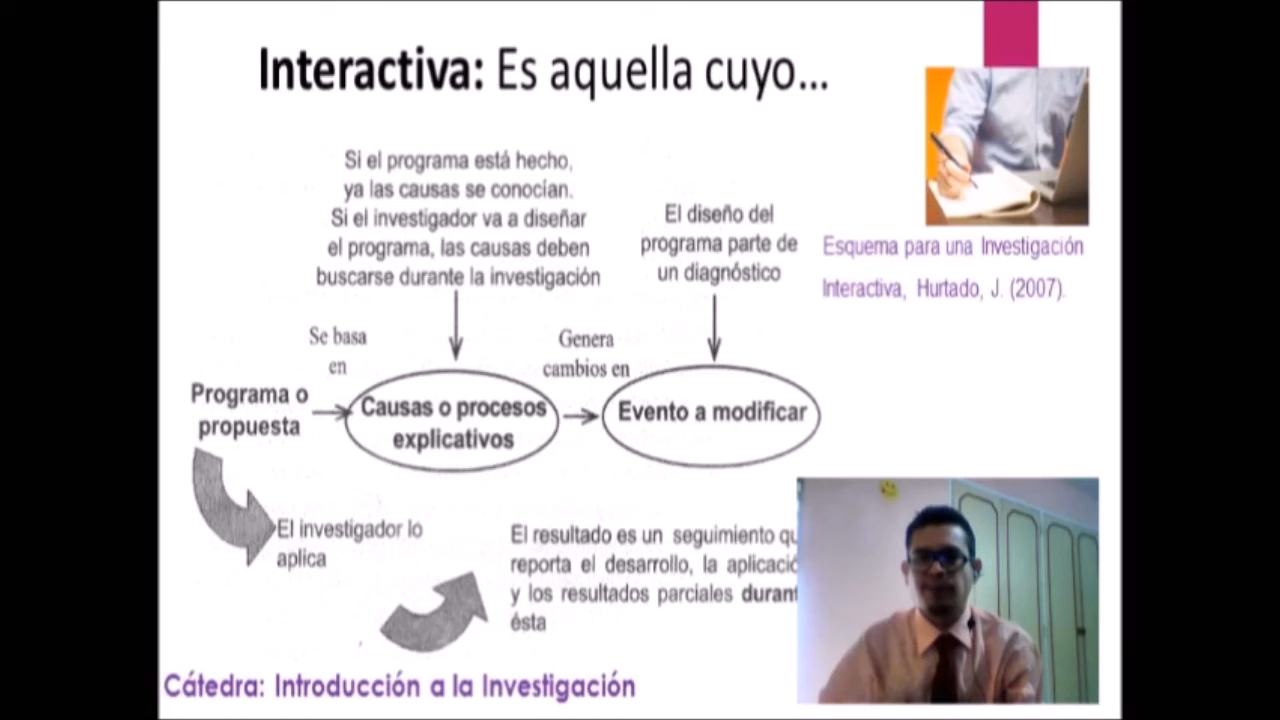 Interactiva: Es aquella cuyo...
Si el programa está hecho,
ya las causas se conocían.
Si el investigador va a diseñar
el programa, las causas deben
buscarse durante la investigación
El diseño del
programa parte de
un diagnóstico
Esquema para una Investigación
Interactiva, Hurtado, J. (2007).
Se basa
en
Genera
cambios en
Programa o
propuesta
Causas o procesos
explicativos
Evento a modificar
El investigador lo
aplica
El resultado es un seguimiento qu
reporta el desarrollo, la aplicació
y los resultados parciales durant
ésta
Cátedra: Introducción a la Investigación